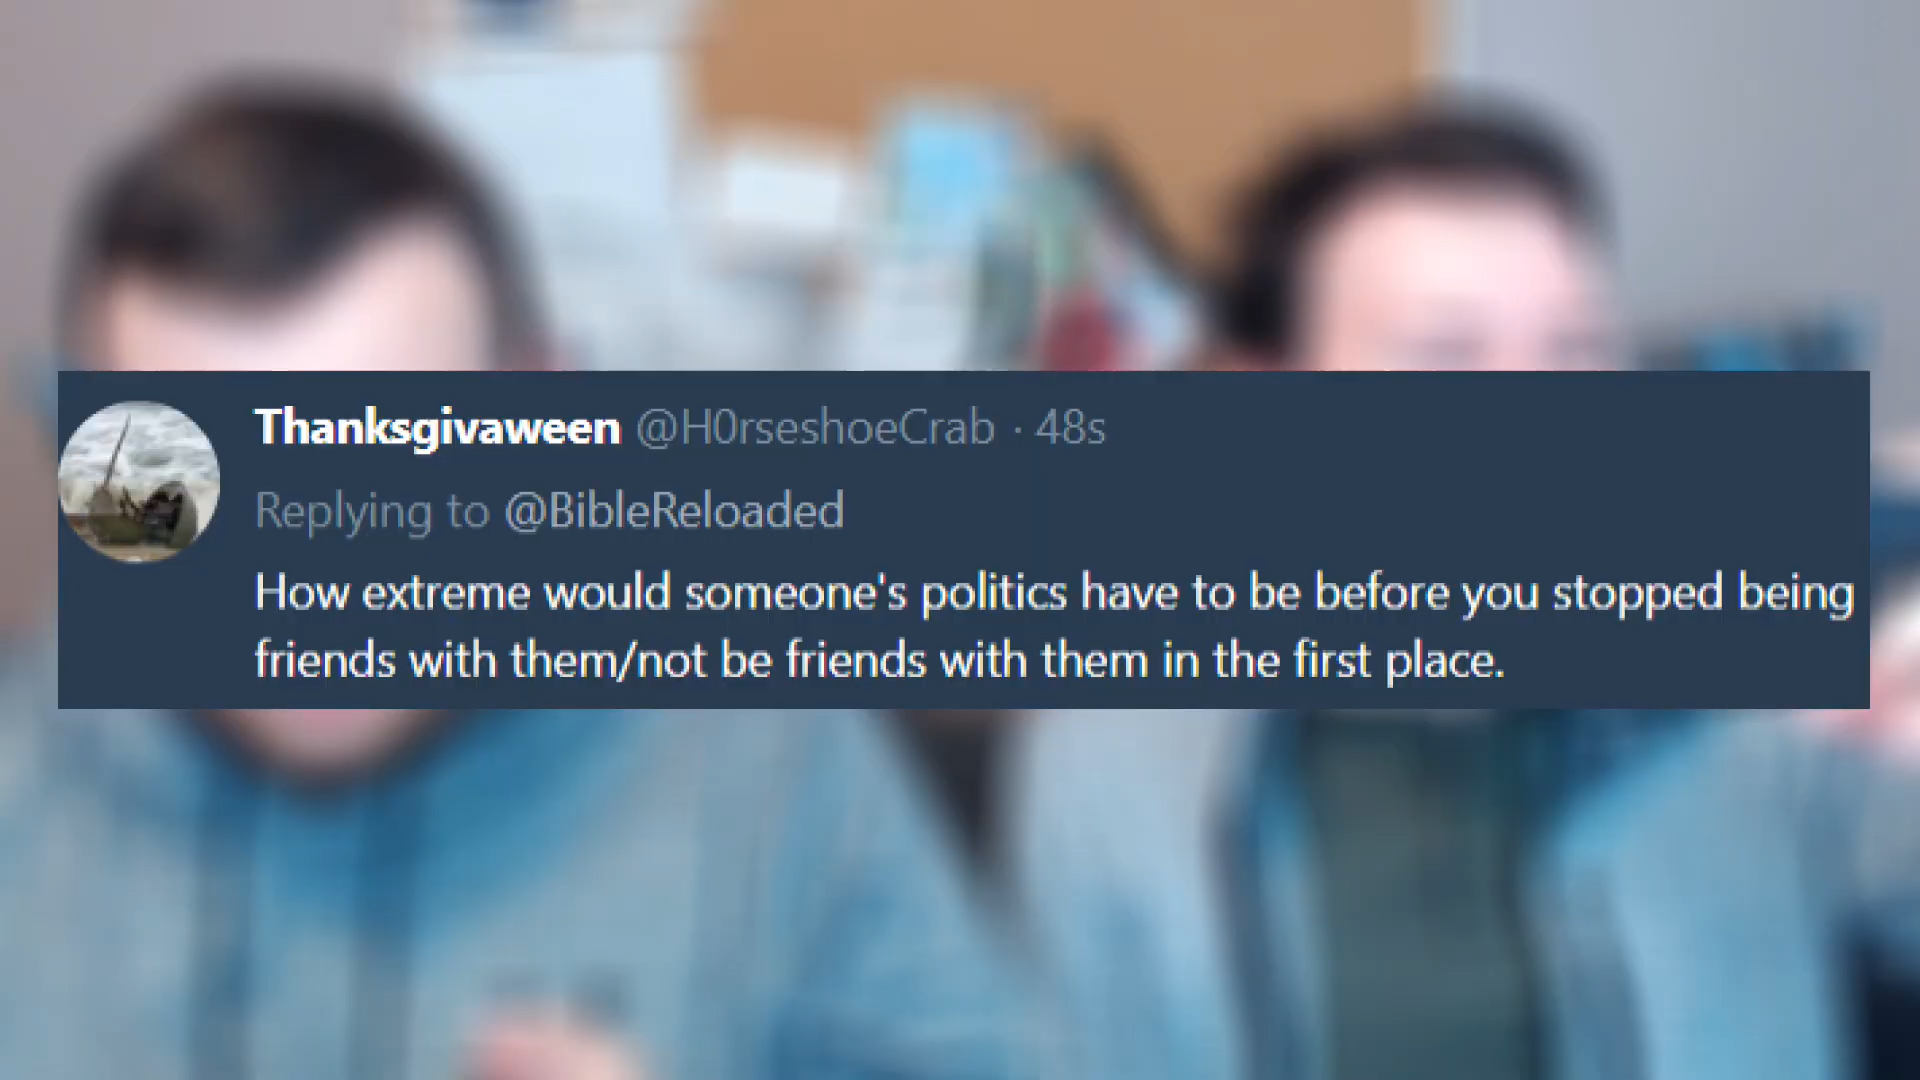 Thanksgivaween @H0rseshoeCrab · 48s
Replying to @BibleReloaded
How extreme would someone's politics have to be before you stopped being
friends with them/not be friends with them in the first place.